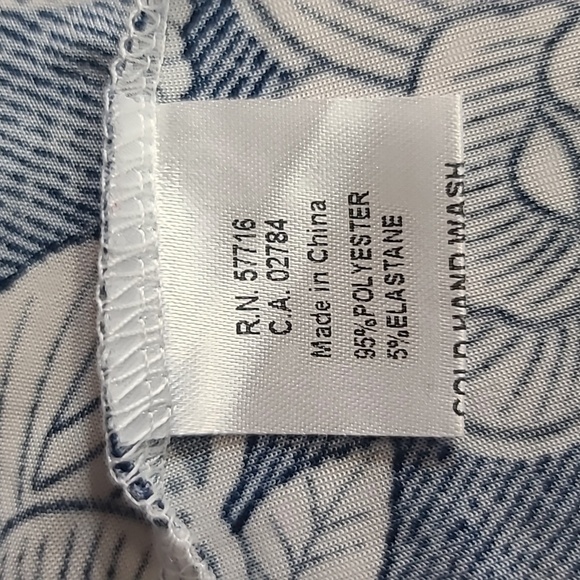 R.N. 57716
C.A. 02784
Made in China
95%POLYESTER
5%ELASTANE
COLD HAND WASH